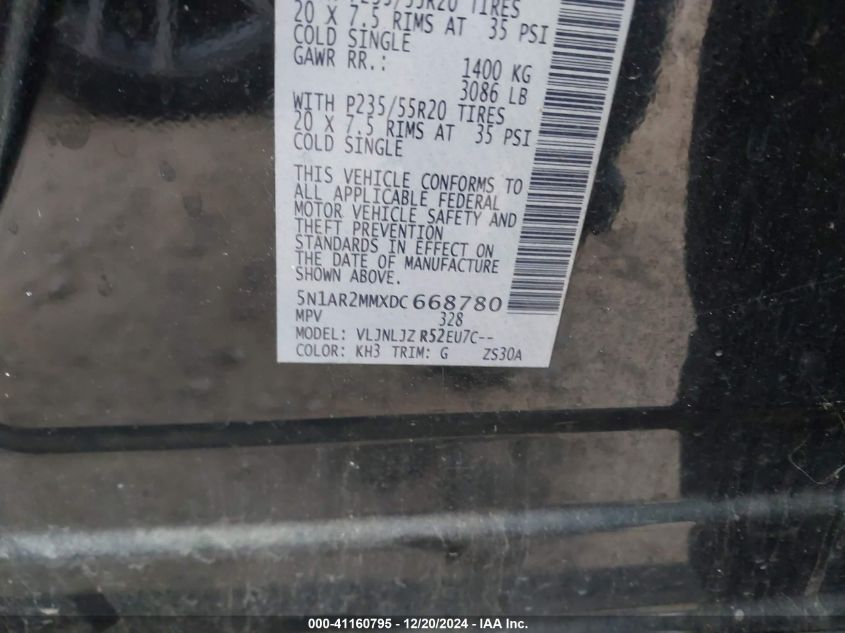 P235/55R20 TIRES
20 X 7.5 RIMS AT 35 PSI
COLD SINGLE
GAWR RR.: 1400 KG
3086 LB
WITH P235/55R20 TIRES
20 X 7.5 RIMS AT 35 PSI
COLD SINGLE
THIS VEHICLE CONFORMS TO
ALL APPLICABLE FEDERAL
MOTOR VEHICLE SAFETY AND
THEFT PREVENTION
STANDARDS IN EFFECT ON
THE DATE OF MANUFACTURE
SHOWN ABOVE.
5N1AR2MMXDC668780
MPV 328
MODEL: VLJNLJZ R52EU7C--
COLOR: KH3 TRIM: G ZS30A
000-41160795 - 12/20/2024 - IAA Inc.